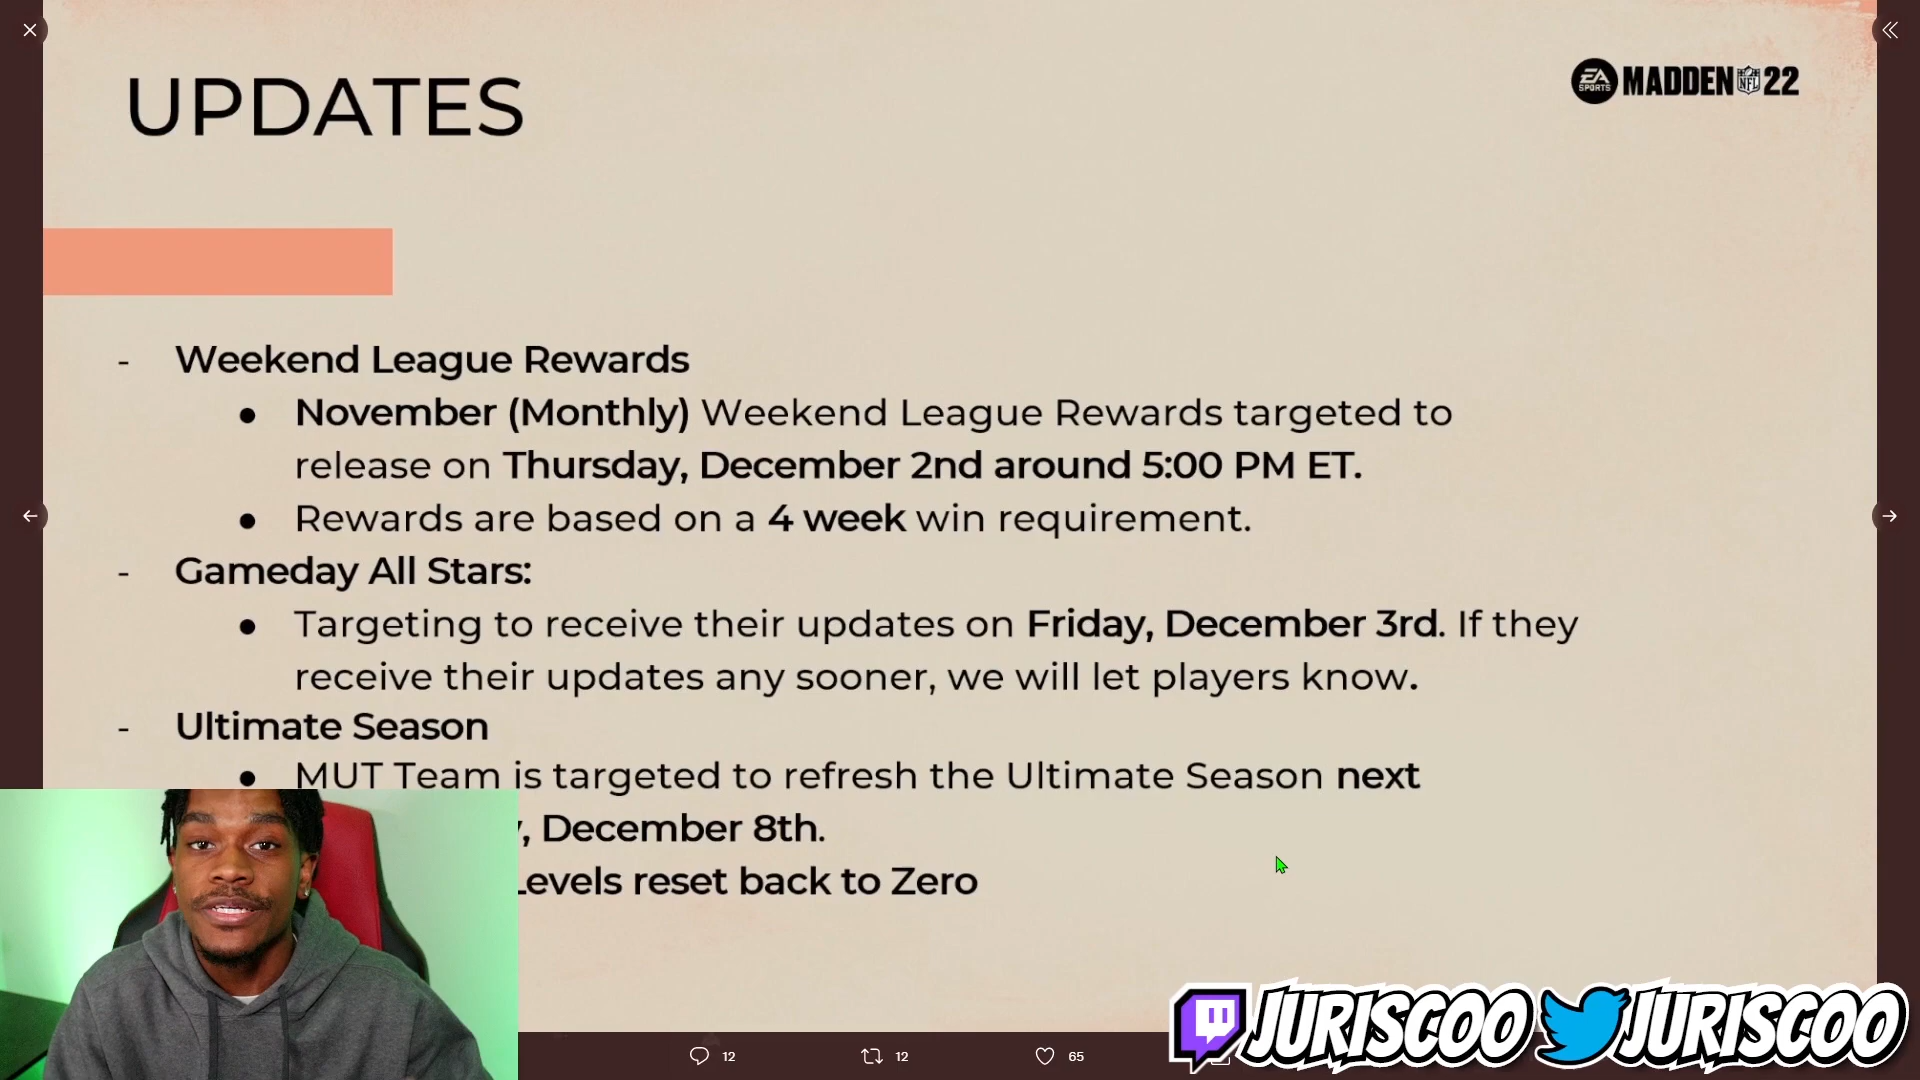 UPDATES
EA SPORTS MADDEN NFL 22
- Weekend League Rewards
● November (Monthly) Weekend League Rewards targeted to
release on Thursday, December 2nd around 5:00 PM ET.
● Rewards are based on a 4 week win requirement.
- Gameday All Stars:
● Targeting to receive their updates on Friday, December 3rd. If they
receive their updates any sooner, we will let players know.
- Ultimate Season
● MUT Team is targeted to refresh the Ultimate Season next
, December 8th.
Levels reset back to Zero
JURISCOO JURISCOO
12 12 65